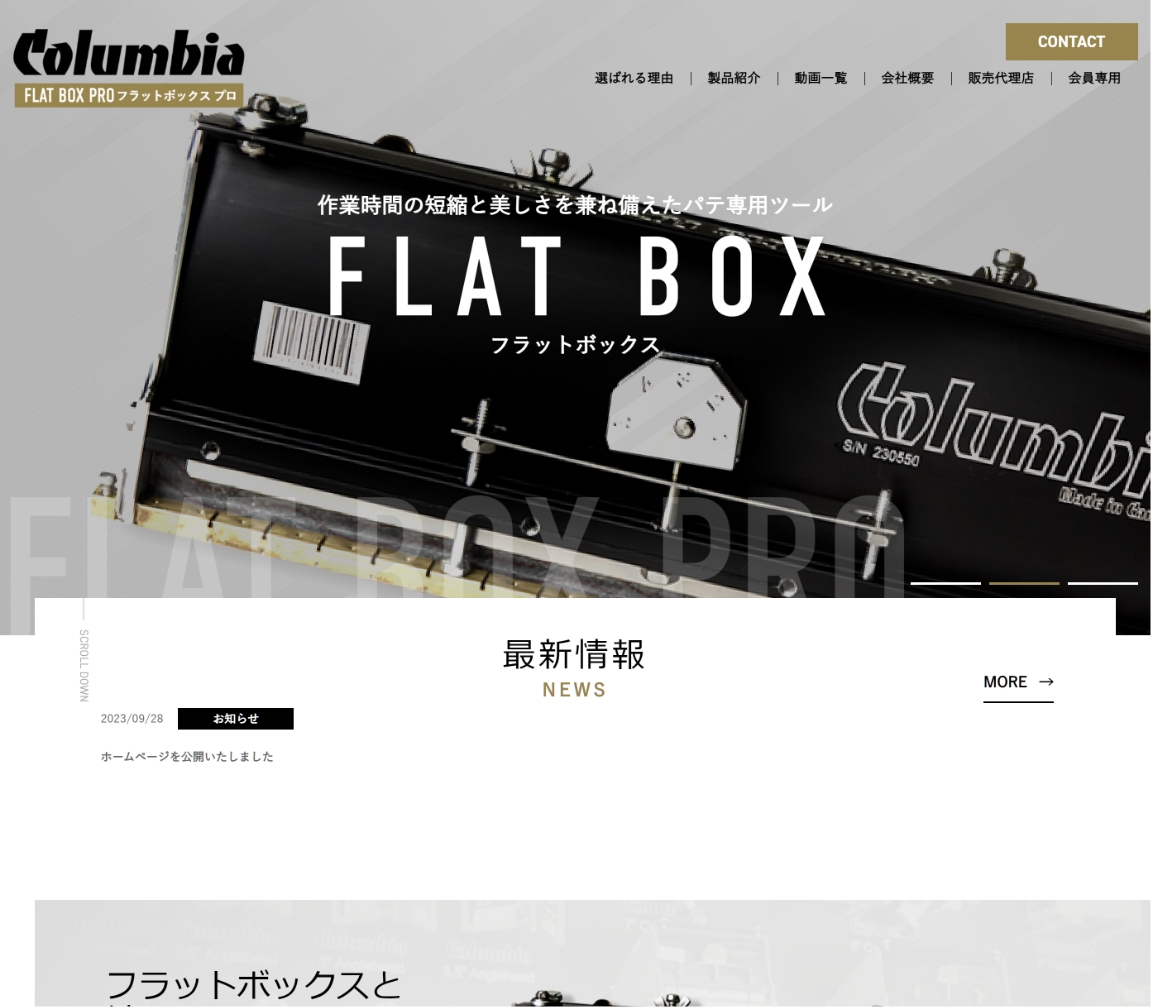 Columbia
FLAT BOX PRO フラットボックス プロ
CONTACT
選ばれる理由 | 製品紹介 | 動画一覧 | 会社概要 | 販売代理店 | 会員専用
作業時間の短縮と美しさを兼ね備えたパテ専用ツール
FLAT BOX
フラットボックス
Columbi
S/N 230550
Made in Can
FLAT BOX PRO
SCROLL DOWN
最新情報
NEWS
MORE →
2023/09/28 お知らせ
ホームページを公開いたしました
フラットボックスと